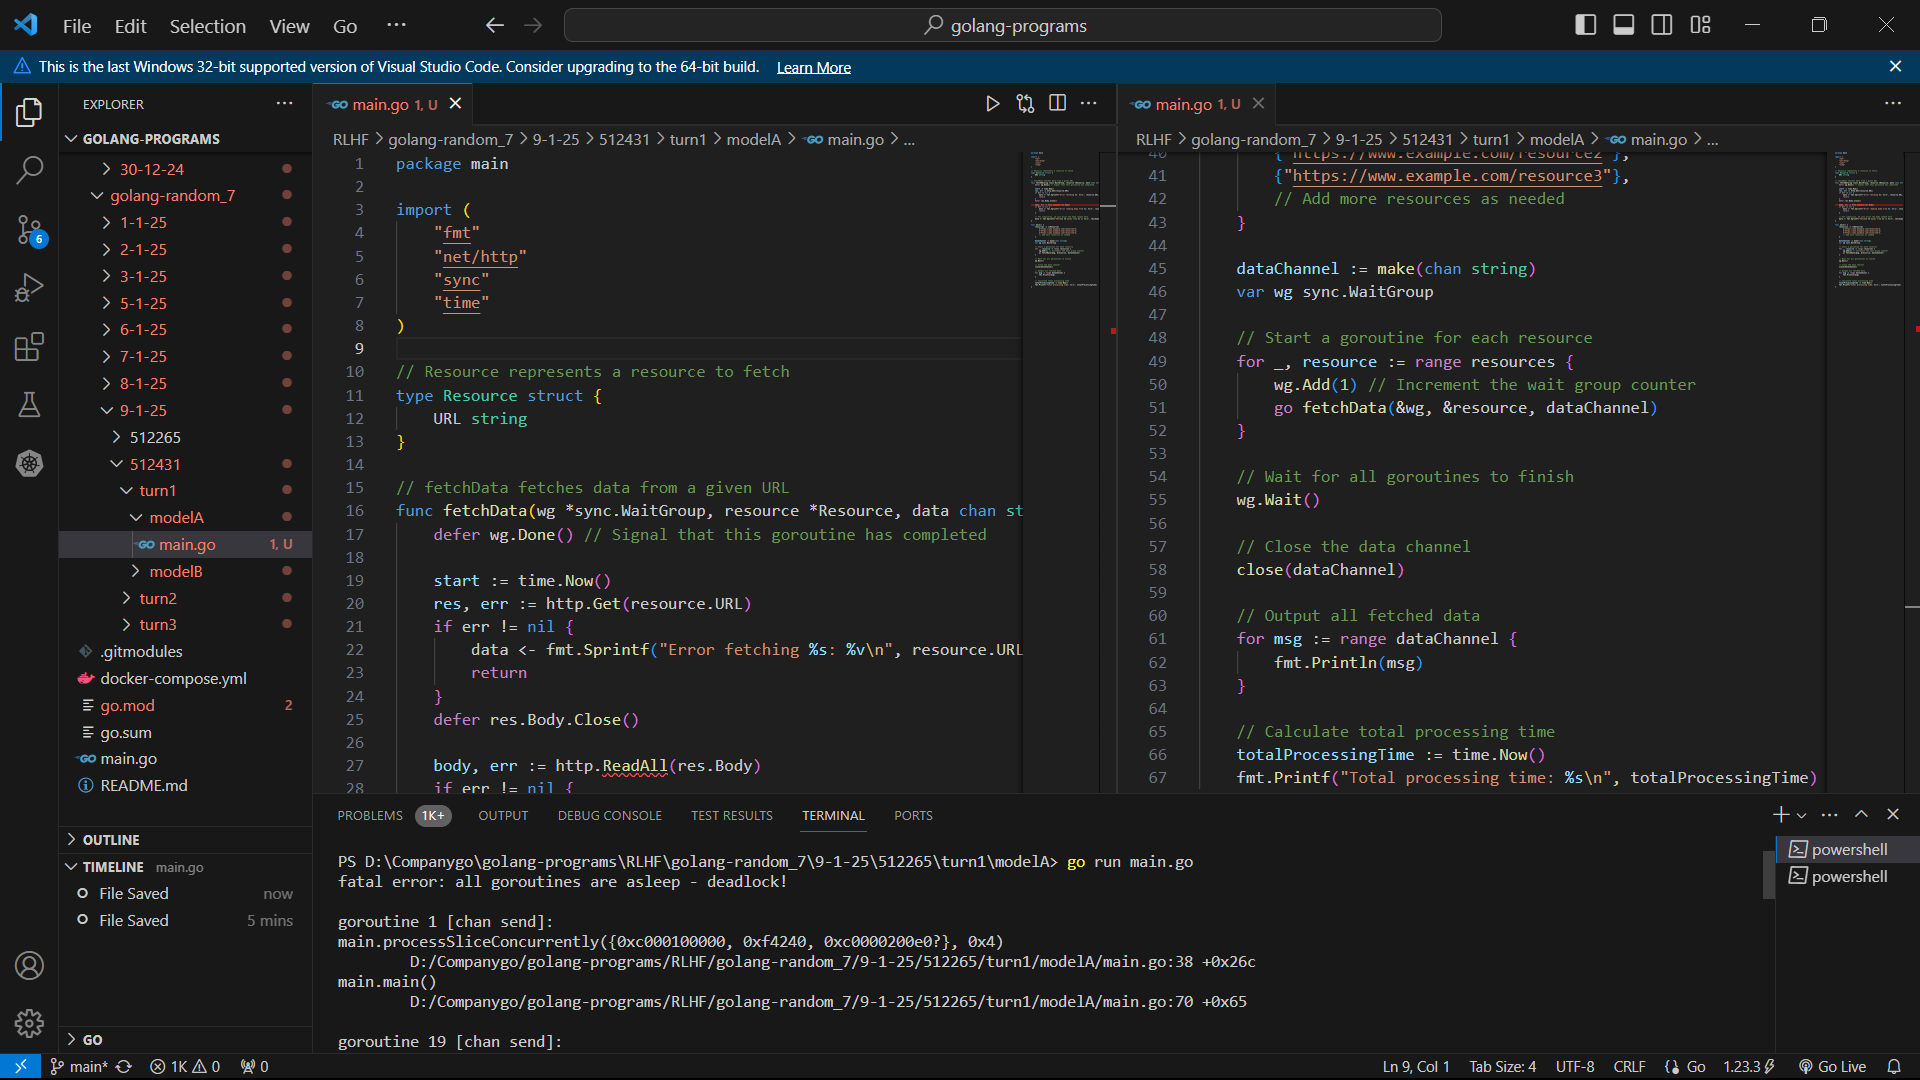 File Edit Selection View Go ···
golang-programs
This is the last Windows 32-bit supported version of Visual Studio Code. Consider upgrading to the 64-bit build. Learn More
EXPLORER
GOLANG-PROGRAMS
30-12-24
golang-random_7
1-1-25
2-1-25
3-1-25
5-1-25
6-1-25
7-1-25
8-1-25
9-1-25
512265
512431
turn1
modelA
main.go 1, U
modelB
turn2
turn3
.gitmodules
docker-compose.yml
go.mod 2
go.sum
main.go
README.md
OUTLINE
TIMELINE main.go
File Saved now
File Saved 5 mins
GO
6
main.go 1, U
RLHF > golang-random_7 > 9-1-25 > 512431 > turn1 > modelA > main.go > ...
1 package main
2
3 import (
4 "fmt"
5 "net/http"
6 "sync"
7 "time"
8 )
9
10 // Resource represents a resource to fetch
11 type Resource struct {
12 URL string
13 }
14
15 // fetchData fetches data from a given URL
16 func fetchData(wg *sync.WaitGroup, resource *Resource, data chan st
17 defer wg.Done() // Signal that this goroutine has completed
18
19 start := time.Now()
20 res, err := http.Get(resource.URL)
21 if err != nil {
22 data <- fmt.Sprintf("Error fetching %s: %v\n", resource.URL
23 return
24 }
25 defer res.Body.Close()
26
27 body, err := http.ReadAll(res.Body)
28 if err != nil {
main.go 1, U
RLHF > golang-random_7 > 9-1-25 > 512431 > turn1 > modelA > main.go > ...
40 {"https://www.example.com/resource2"},
41 {"https://www.example.com/resource3"},
42 // Add more resources as needed
43 }
44
45 dataChannel := make(chan string)
46 var wg sync.WaitGroup
47
48 // Start a goroutine for each resource
49 for _, resource := range resources {
50 wg.Add(1) // Increment the wait group counter
51 go fetchData(&wg, &resource, dataChannel)
52 }
53
54 // Wait for all goroutines to finish
55 wg.Wait()
56
57 // Close the data channel
58 close(dataChannel)
59
60 // Output all fetched data
61 for msg := range dataChannel {
62 fmt.Println(msg)
63 }
64
65 // Calculate total processing time
66 totalProcessingTime := time.Now()
67 fmt.Printf("Total processing time: %s\n", totalProcessingTime)
PROBLEMS 1K+ OUTPUT DEBUG CONSOLE TEST RESULTS TERMINAL PORTS
PS D:\Companygo\golang-programs\RLHF\golang-random_7\9-1-25\512265\turn1\modelA> go run main.go
fatal error: all goroutines are asleep - deadlock!
goroutine 1 [chan send]:
main.processSliceConcurrently({0xc000100000, 0xf4240, 0xc0000200e0?}, 0x4)
D:/Companygo/golang-programs/RLHF/golang-random_7/9-1-25/512265/turn1/modelA/main.go:38 +0x26c
main.main()
D:/Companygo/golang-programs/RLHF/golang-random_7/9-1-25/512265/turn1/modelA/main.go:70 +0x65
goroutine 19 [chan send]:
powershell
powershell
main* 1K 0 0 Ln 9, Col 1 Tab Size: 4 UTF-8 CRLF Go 1.23.3 Go Live